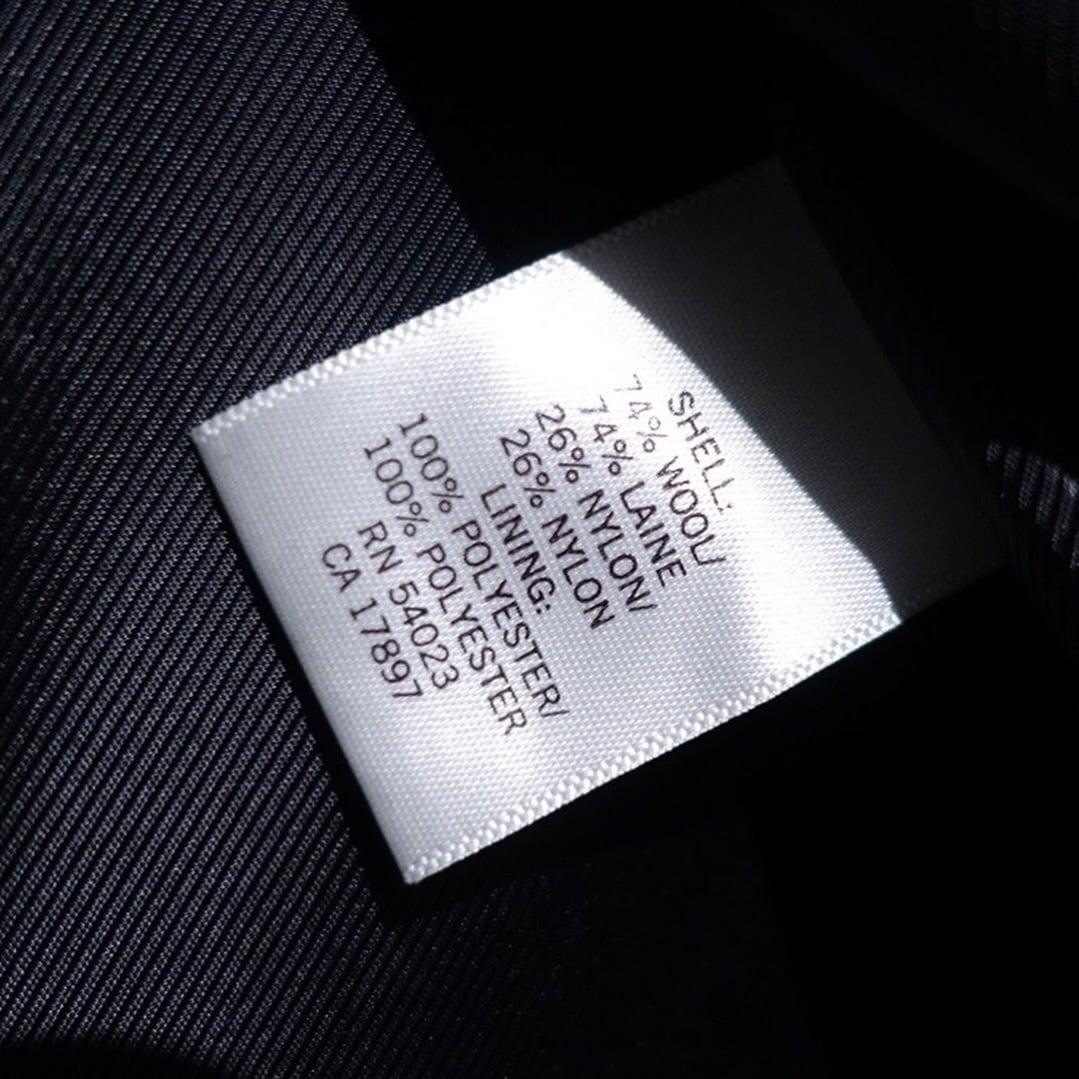 SHELL:
74% WOOL/
74% LAINE
26% NYLON/
26% NYLON
LINING:
100% POLYESTER/
100% POLYESTER
RN 54023
CA 17897